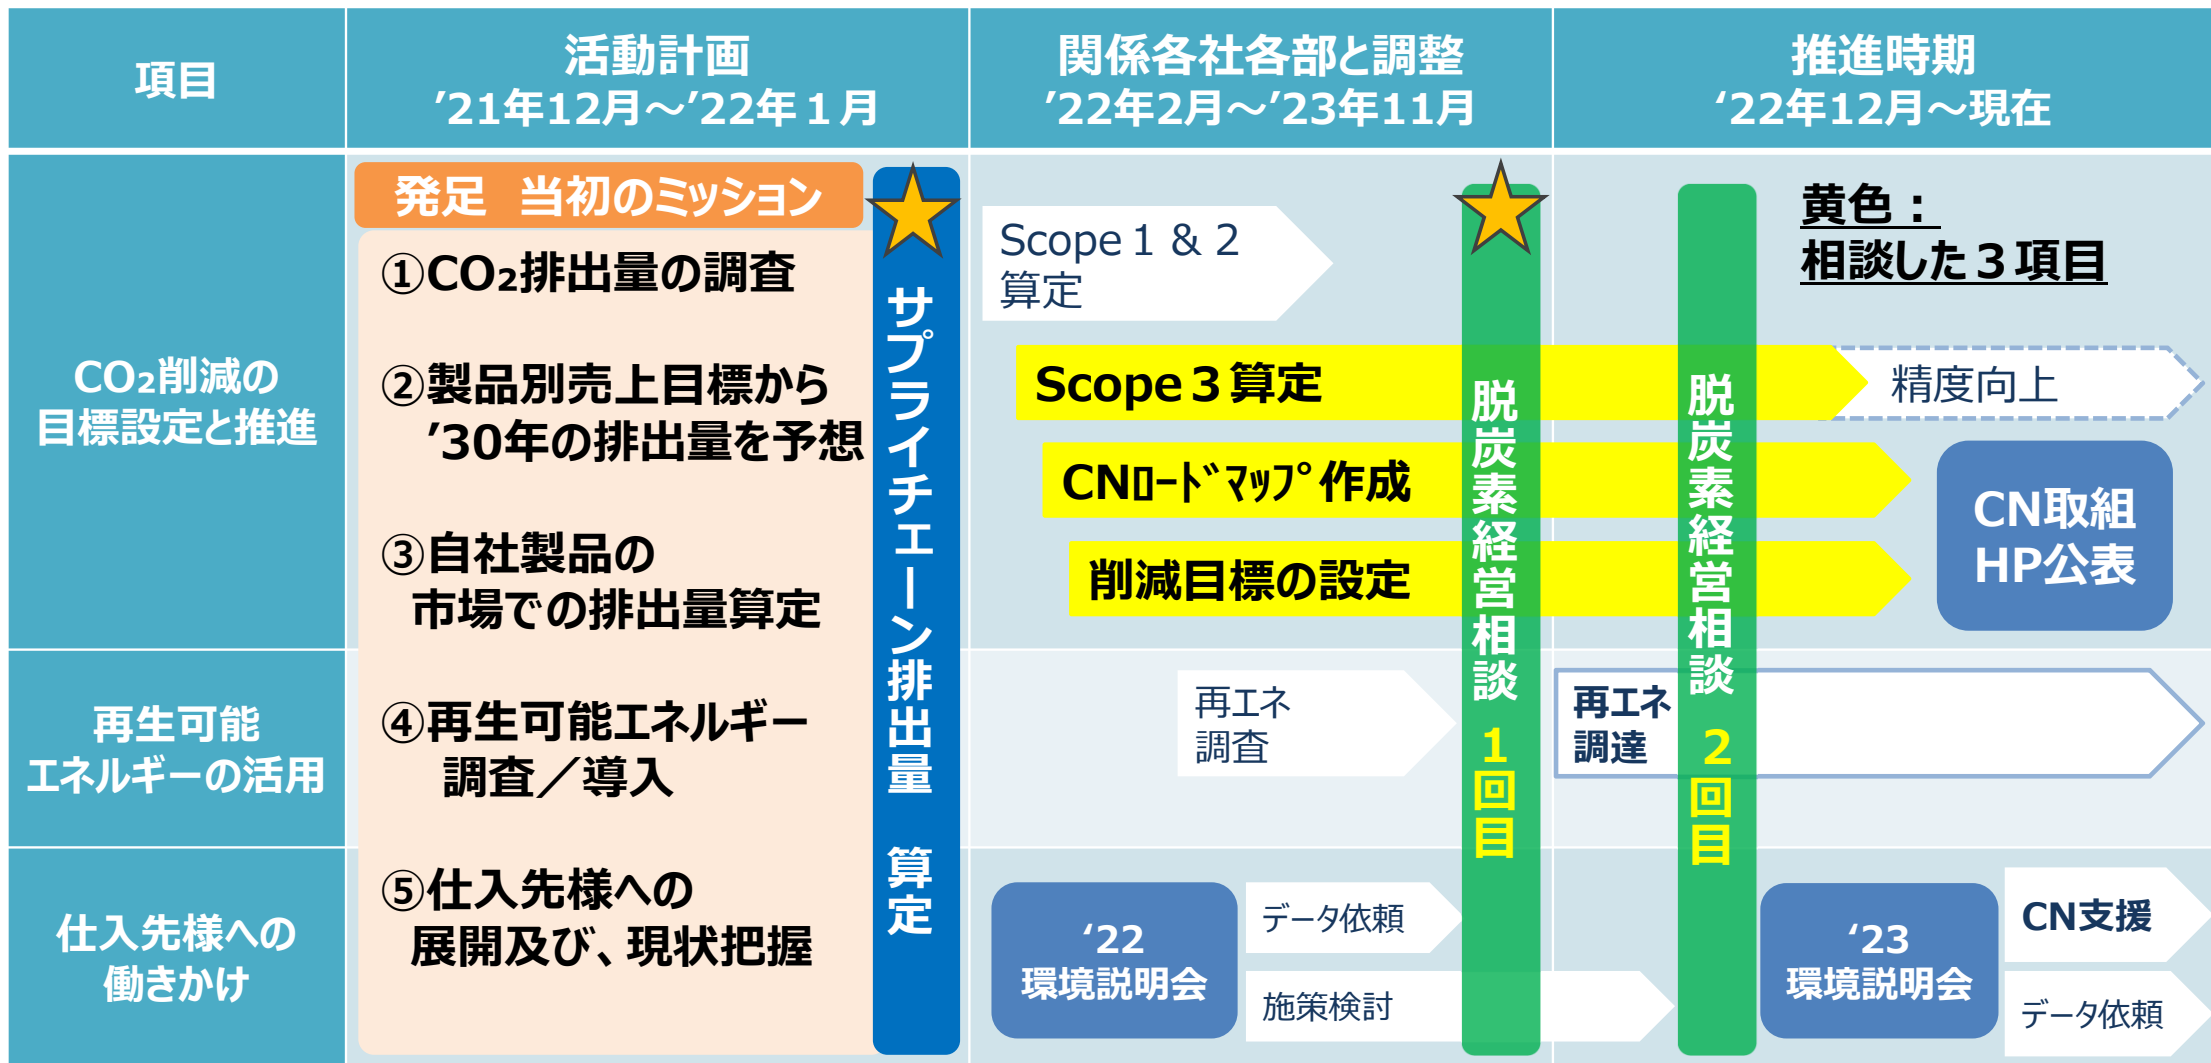 項目
活動計画
’21年12月～’22年１月
関係各社各部と調整
’22年2月～’23年11月
推進時期
‘22年12月～現在
CO₂削減の
目標設定と推進
再生可能
エネルギーの活用
仕入先様への
働きかけ
発足　当初のミッション
①CO₂排出量の調査
②製品別売上目標から
’30年の排出量を予想
③自社製品の
市場での排出量算定
④再生可能エネルギー
調査／導入
⑤仕入先様への
展開及び、現状把握
サプライチェーン排出量　算定
Scope１＆２
算定
Scope３算定
CNﾛｰﾄﾞﾏｯﾌﾟ作成
削減目標の設定
再エネ
調査
‘22
環境説明会
データ依頼
施策検討
脱炭素経営相談　１回目
脱炭素経営相談　２回目
黄色：
相談した３項目
精度向上
CN取組
HP公表
再エネ
調達
‘23
環境説明会
CN支援
データ依頼